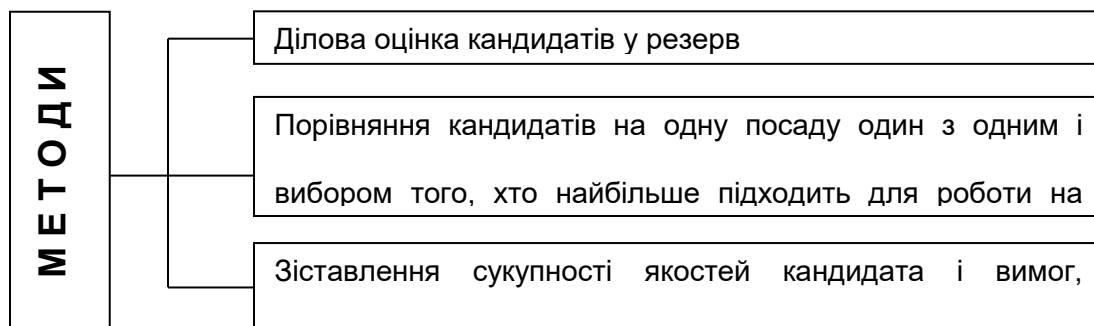 МЕТОДИ
Ділова оцінка кандидатів у резерв
Порівняння кандидатів на одну посаду один з одним і
вибором того, хто найбільше підходить для роботи на
Зіставлення сукупності якостей кандидата і вимог,